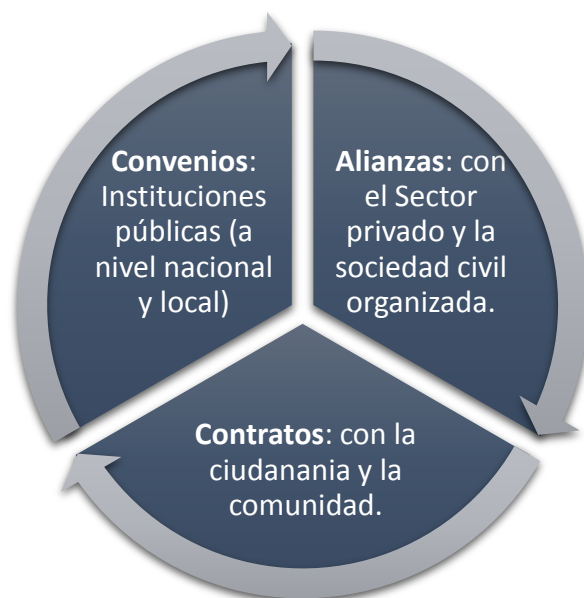 Convenios:
Instituciones
públicas (a
nivel nacional
y local)
Alianzas: con
el Sector
privado y la
sociedad civil
organizada.
Contratos: con la
ciudanania y la
comunidad.